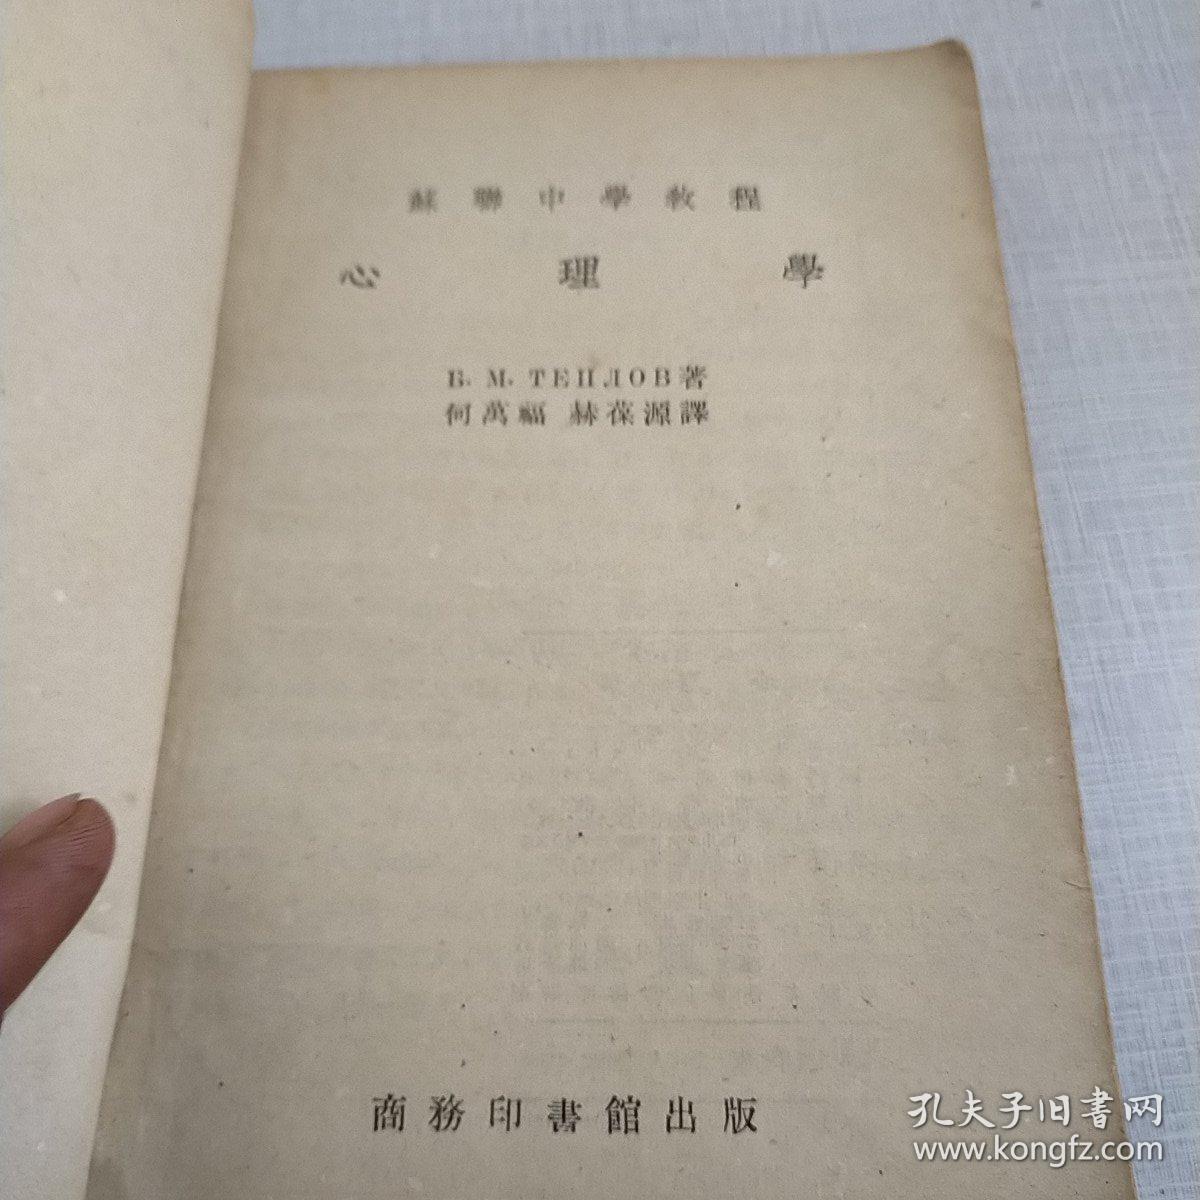 蘇聯中學教程
心理學
B. M. ТЕПЛОВ著
何萬福 赫葆源譯
商務印書館出版
孔夫子旧书网
www.kongfz.com